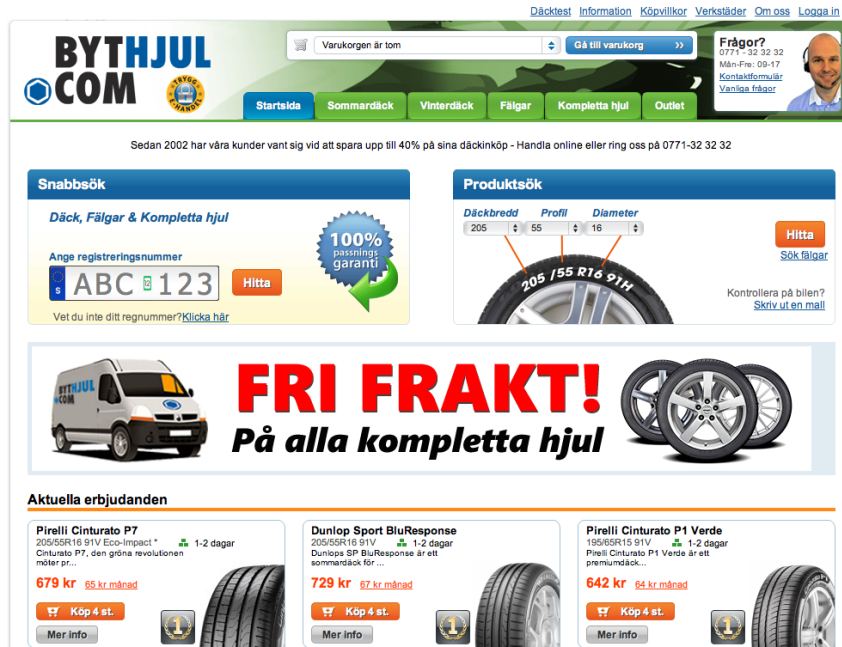 Däcktest Information Köpvillkor Verkstäder Om oss Logga in
BYTHJUL
.COM
TRYGG
E-HANDEL
Varukorgen är tom
Gå till varukorg >>
Frågor?
0771 - 32 32 32
Mån-Fre: 09-17
Kontaktformulär
Vanliga frågor
Startsida Sommardäck Vinterdäck Fälgar Kompletta hjul Outlet
Sedan 2002 har våra kunder vant sig vid att spara upp till 40% på sina däckinköp - Handla online eller ring oss på 0771-32 32 32
Snabbsök
Däck, Fälgar & Kompletta hjul
Ange registreringsnummer
S ABC 12 123
Hitta
Vet du inte ditt regnummer?Klicka här
100%
passnings
garanti
Produktsök
Däckbredd Profil Diameter
205 55 16
Hitta
Sök fälgar
205 /55 R16 91H
Kontrollera på bilen?
Skriv ut en mall
BYTHJUL
.COM
FRI FRAKT!
På alla kompletta hjul
Aktuella erbjudanden
Pirelli Cinturato P7
205/55R16 91V Eco-Impact * 1-2 dagar
Cinturato P7, den gröna revolutionen
möter pr...
679 kr 65 kr månad
Köp 4 st.
Mer info
1
Dunlop Sport BluResponse
205/55R16 91V 1-2 dagar
Dunlops SP BluResponse är ett
sommardäck för ...
729 kr 67 kr månad
Köp 4 st.
Mer info
1
Pirelli Cinturato P1 Verde
195/65R15 91V 1-2 dagar
Pirelli Cinturato P1 Verde är ett
premiumdäck...
642 kr 64 kr månad
Köp 4 st.
Mer info
1